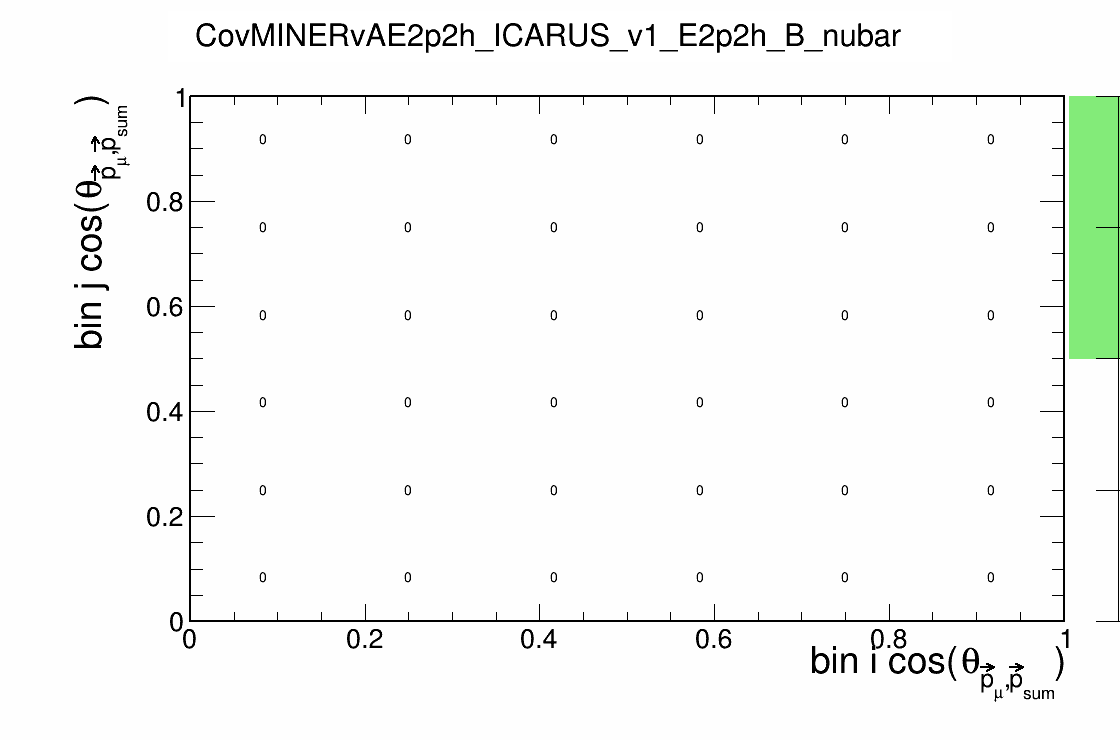 CovMINERvAE2p2h_ICARUS_v1_E2p2h_B_nubar
bin j cos(θp⃗μ,p⃗sum)
1
0 0 0 0 0 0
0 0 0 0 0 0
0.8
0 0 0 0 0 0
0.6
0 0 0 0 0 0
0.4
0 0 0 0 0 0
0.2
0 0 0 0 0 0
0
0 0.2 0.4 0.6 0.8 1
bin i cos(θp⃗μ,p⃗sum)